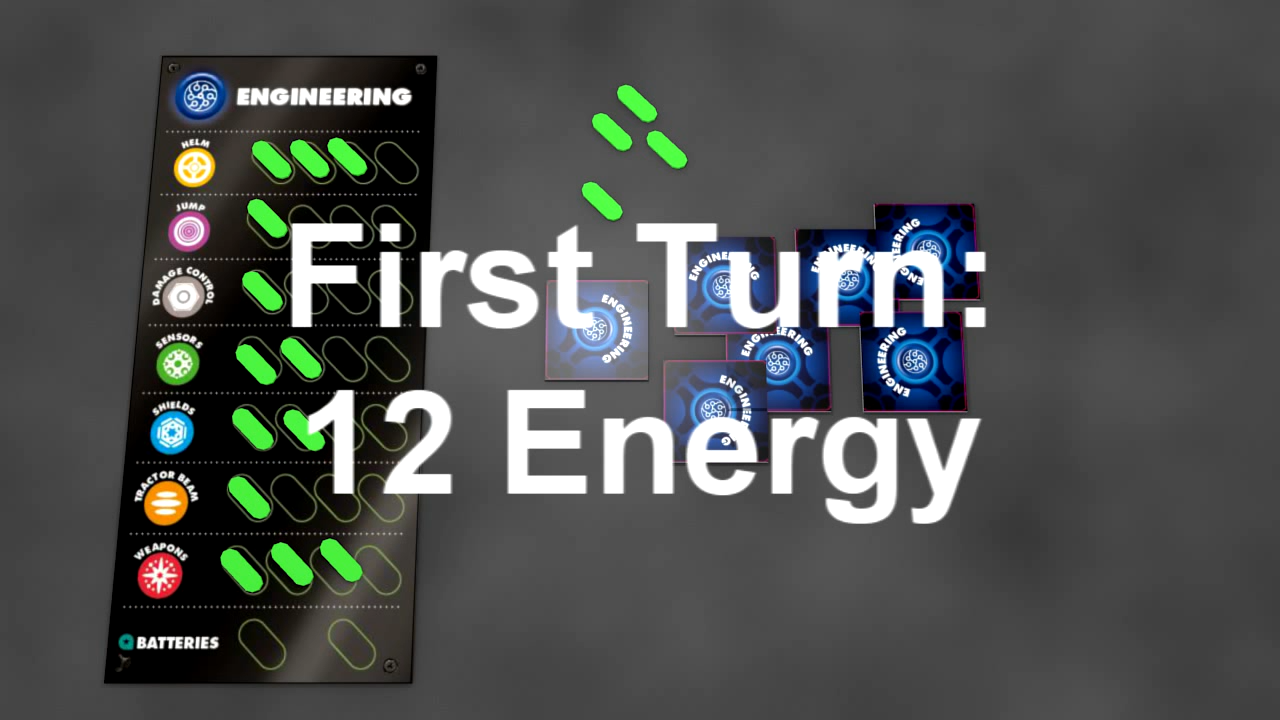 ENGINEERING
HELM
JUMP
DAMAGE CONTROL
SENSORS
SHIELDS
TRACTOR BEAM
WEAPONS
BATTERIES
First Turn:
12 Energy
ENGINEERING
ENGINEERING
ENGINEERING
ENGINEERING
ENGINEERING
ENGINEERING
ENGINEERING